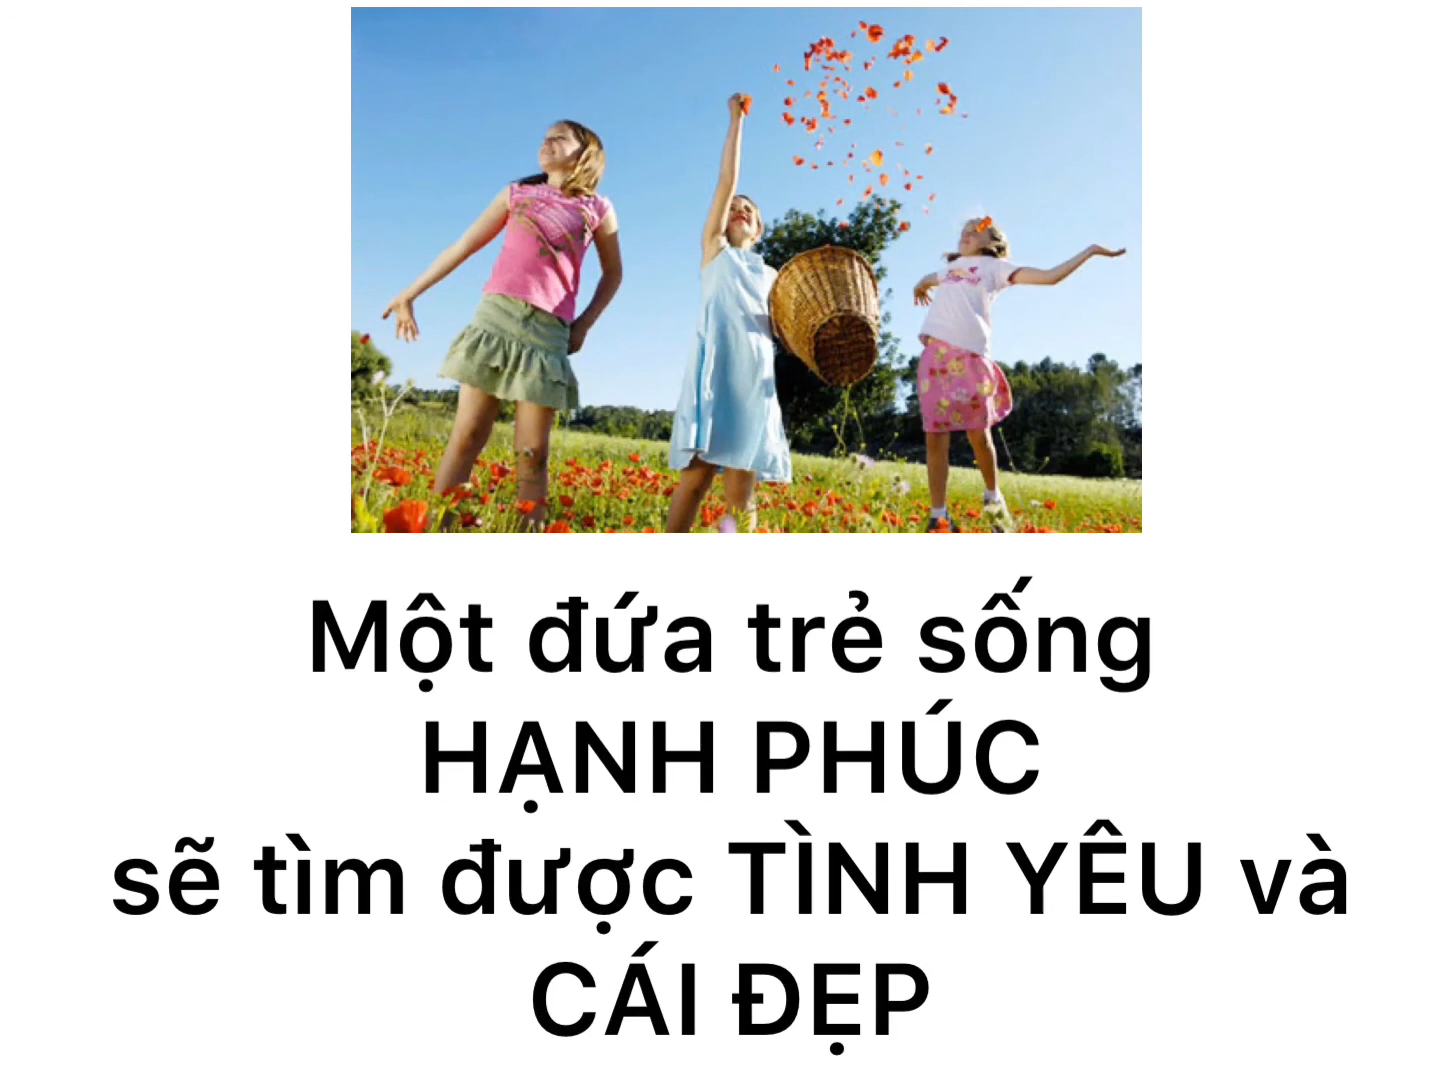 Một đứa trẻ sống
HẠNH PHÚC
sẽ tìm được TÌNH YÊU và
CÁI ĐẸP